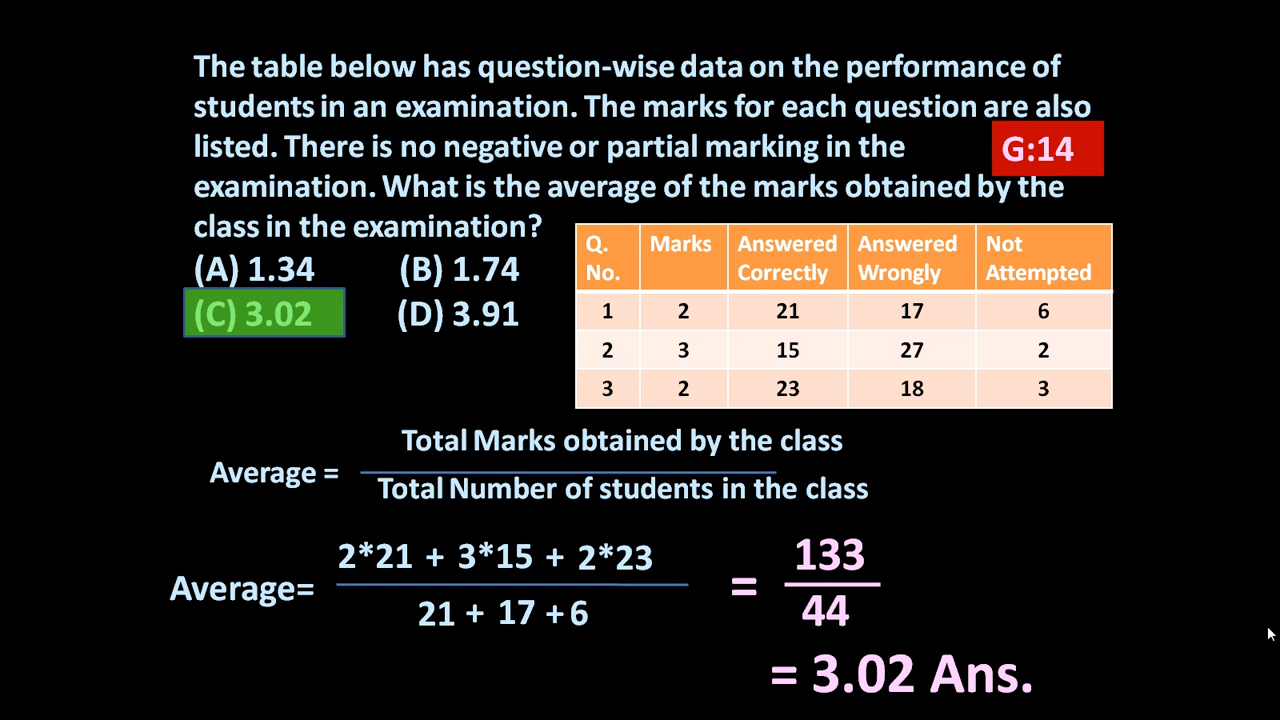 The table below has question-wise data on the performance of
students in an examination. The marks for each question are also
listed. There is no negative or partial marking in the
G:14
examination. What is the average of the marks obtained by the
class in the examination?
(A) 1.34 (B) 1.74
(C) 3.02 (D) 3.91
Q. No. Marks Answered Correctly Answered Wrongly Not Attempted
1 2 21 17 6
2 3 15 27 2
3 2 23 18 3
Total Marks obtained by the class
Average =
Total Number of students in the class
2*21 + 3*15 + 2*23
Average=
21 + 17 + 6
133
=
44
= 3.02 Ans.